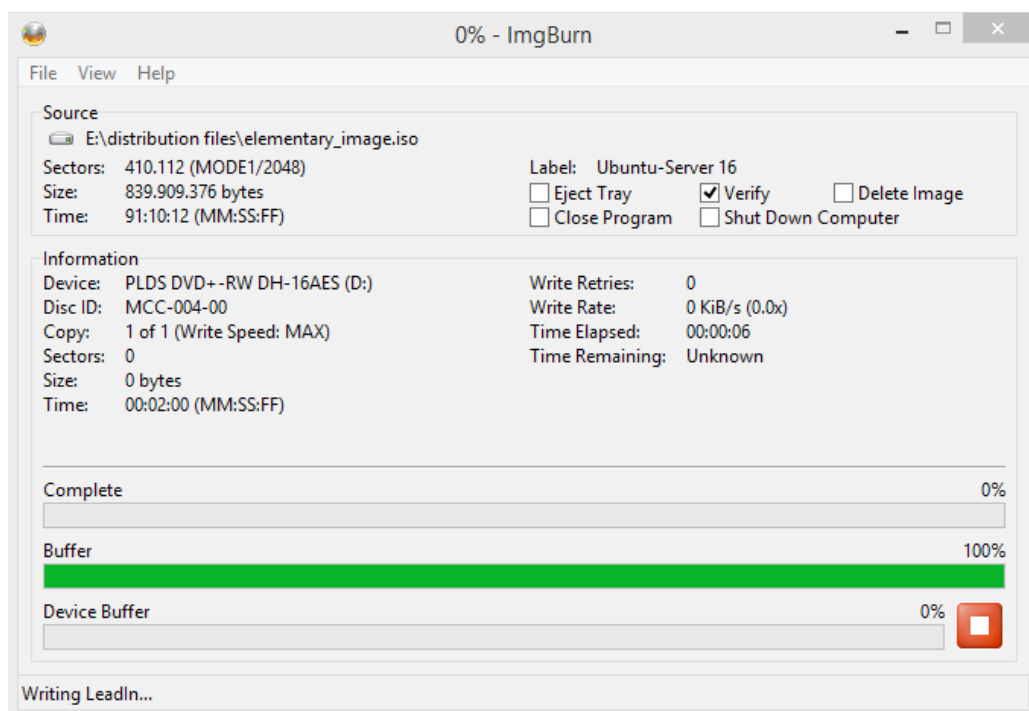 0% - ImgBurn
File View Help
Source
E:\distribution files\elementary_image.iso
Sectors: 410.112 (MODE1/2048) Label: Ubuntu-Server 16
Size: 839.909.376 bytes Eject Tray Verify Delete Image
Time: 91:10:12 (MM:SS:FF) Close Program Shut Down Computer
Information
Device: PLDS DVD+-RW DH-16AES (D:) Write Retries: 0
Disc ID: MCC-004-00 Write Rate: 0 KiB/s (0.0x)
Copy: 1 of 1 (Write Speed: MAX) Time Elapsed: 00:00:06
Sectors: 0 Time Remaining: Unknown
Size: 0 bytes
Time: 00:02:00 (MM:SS:FF)
Complete 0%
Buffer 100%
Device Buffer 0%
Writing LeadIn...